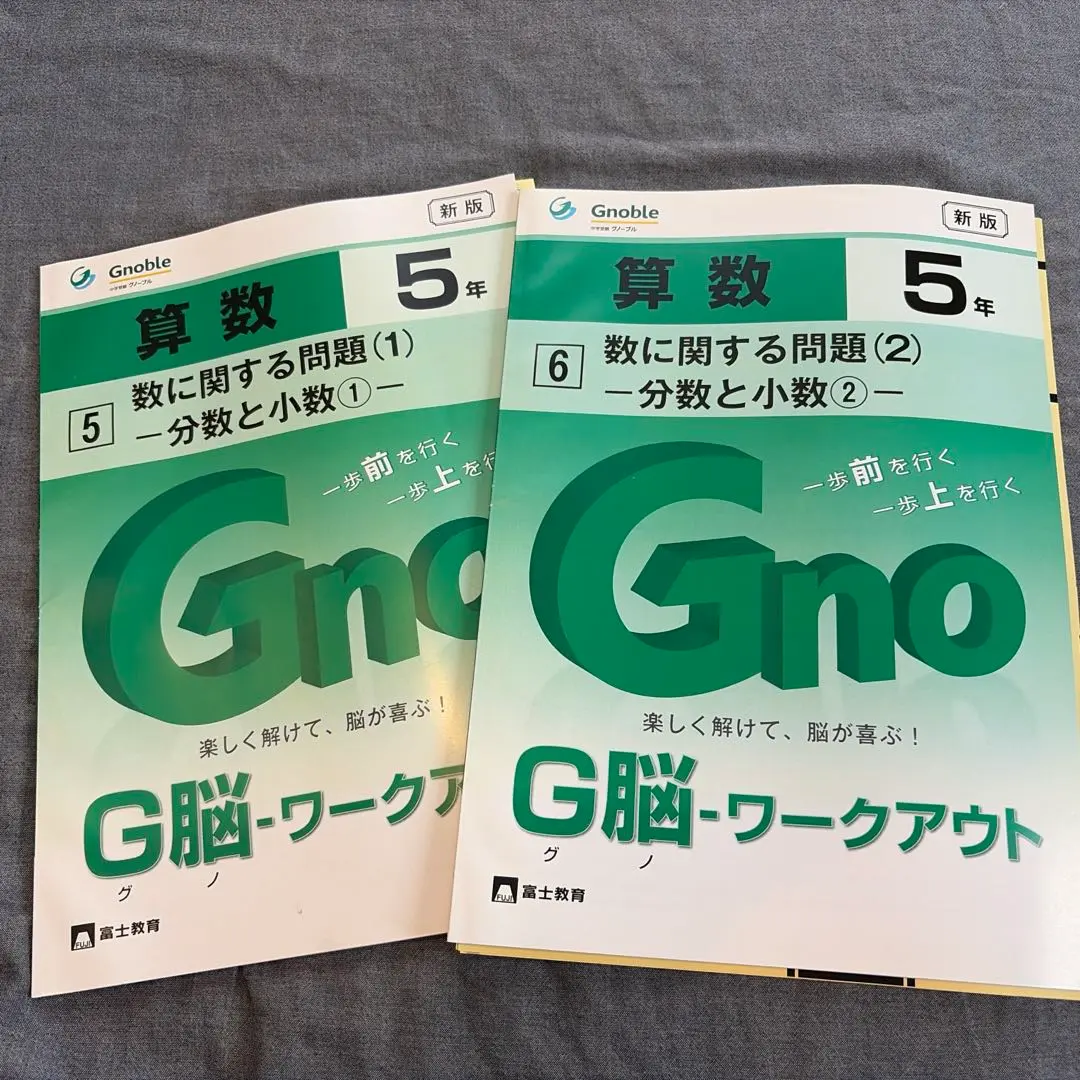 Gnoble
中学受験 グノーブル
新版
算数
5年
5
数に関する問題(1)
－分数と小数①－
一歩前を行く
一歩上を行
Gno
楽しく解けて、脳が喜ぶ！
G脳-ワークア
グ ノ
FUJI 富士教育
Gnoble
中学受験 グノーブル
新版
算数
5年
6
数に関する問題(2)
－分数と小数②－
一歩前を行く
一歩上を行く
Gno
楽しく解けて、脳が喜ぶ！
G脳-ワークアウト
グ ノ
FUJI 富士教育